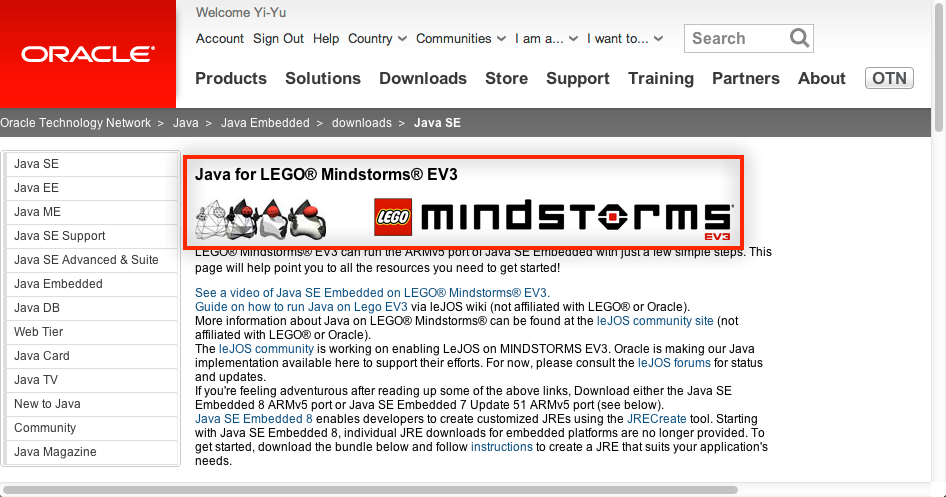 ORACLE®
Welcome Yi-Yu
Account Sign Out Help Country Communities I am a... I want to... Search
Products Solutions Downloads Store Support Training Partners About OTN
Oracle Technology Network > Java > Java Embedded > downloads > Java SE
Java SE
Java EE
Java ME
Java SE Support
Java SE Advanced & Suite
Java Embedded
Java DB
Web Tier
Java Card
Java TV
New to Java
Community
Java Magazine
Java for LEGO® Mindstorms® EV3
LEGO mindstorms
EV3
LEGO® Mindstorms® EV3 can run the ARMv5 port of Java SE Embedded with just a few simple steps. This
page will help point you to all the resources you need to get started!
See a video of Java SE Embedded on LEGO® Mindstorms® EV3.
Guide on how to run Java on Lego EV3 via leJOS wiki (not affiliated with LEGO® or Oracle).
More information about Java on LEGO® Mindstorms® can be found at the leJOS community site (not
affiliated with LEGO® or Oracle).
The leJOS community is working on enabling LeJOS on MINDSTORMS EV3. Oracle is making our Java
implementation available here to support their efforts. For now, please consult the leJOS forums for status
and updates.
If you're feeling adventurous after reading up some of the above links, Download either the Java SE
Embedded 8 ARMv5 port or Java SE Embedded 7 Update 51 ARMv5 port (see below).
Java SE Embedded 8 enables developers to create customized JREs using the JRECreate tool. Starting
with Java SE Embedded 8, individual JRE downloads for embedded platforms are no longer provided. To
get started, download the bundle below and follow instructions to create a JRE that suits your application's
needs.